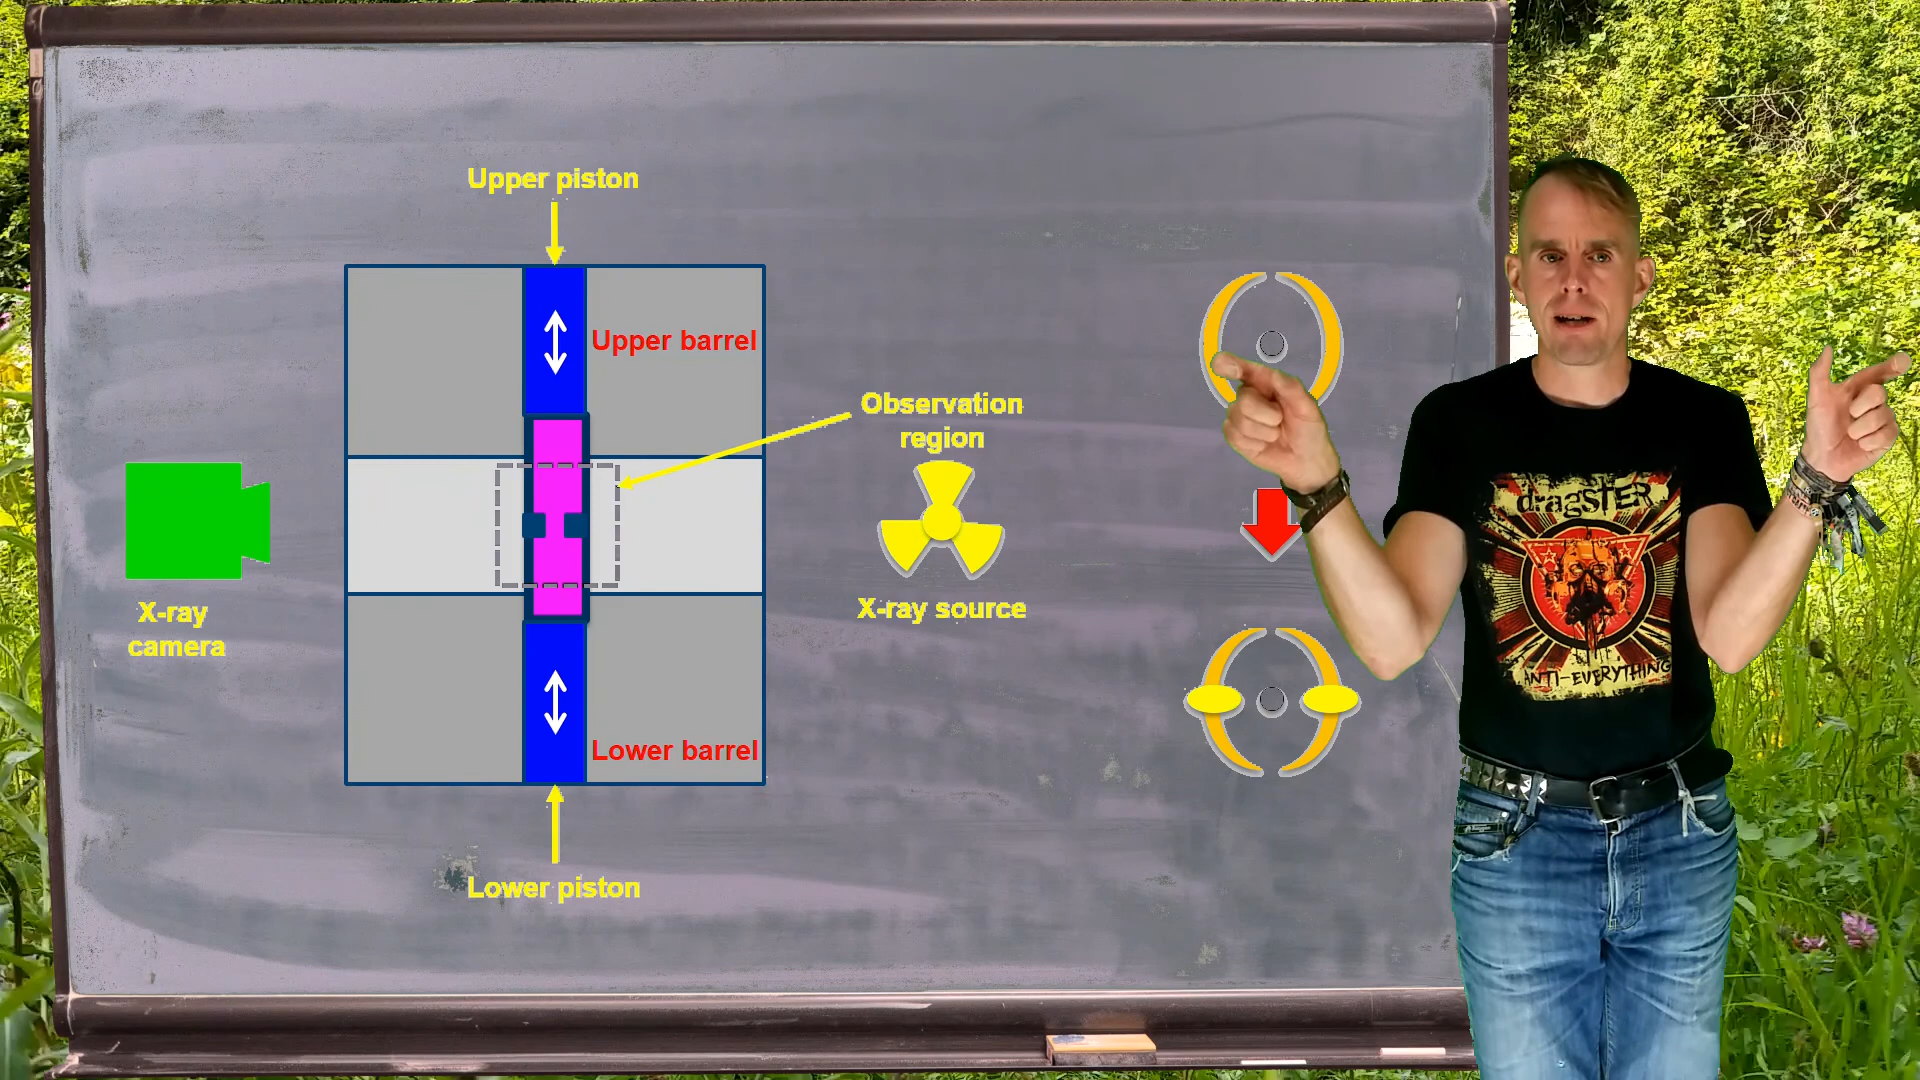 Upper piston
Upper barrel
Observation
region
X-ray
camera
X-ray source
Lower barrel
Lower piston
dragSTER
ANTI-EVERYTHING